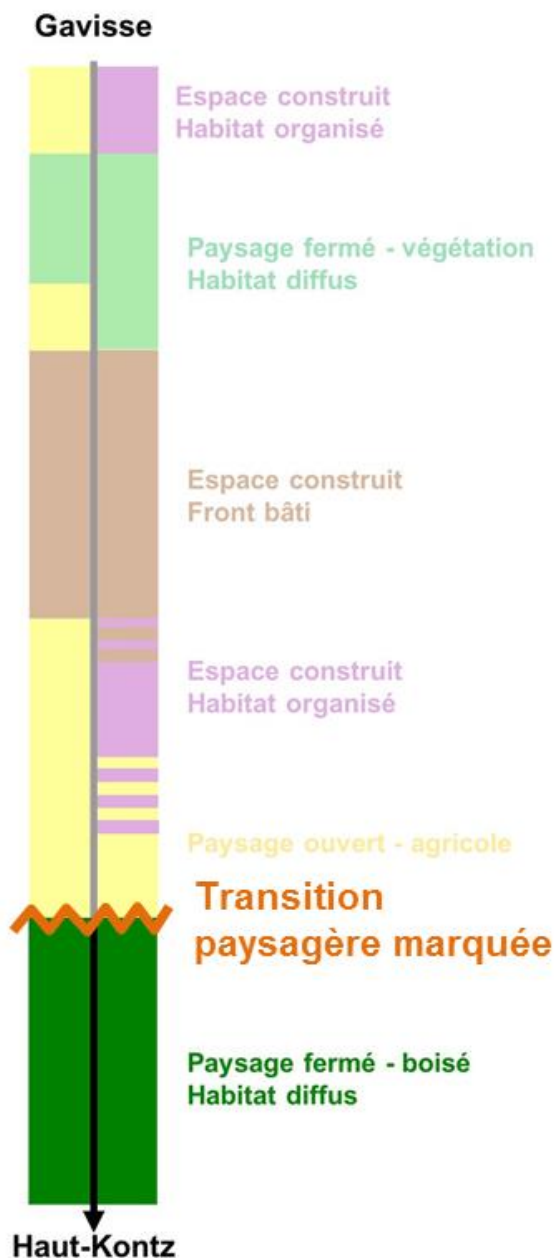 Gavisse
Espace construit
Habitat organisé
Paysage fermé - végétation
Habitat diffus
Espace construit
Front bâti
Espace construit
Habitat organisé
Paysage ouvert - agricole
Transition
paysagère marquée
Paysage fermé - boisé
Habitat diffus
Haut-Kontz